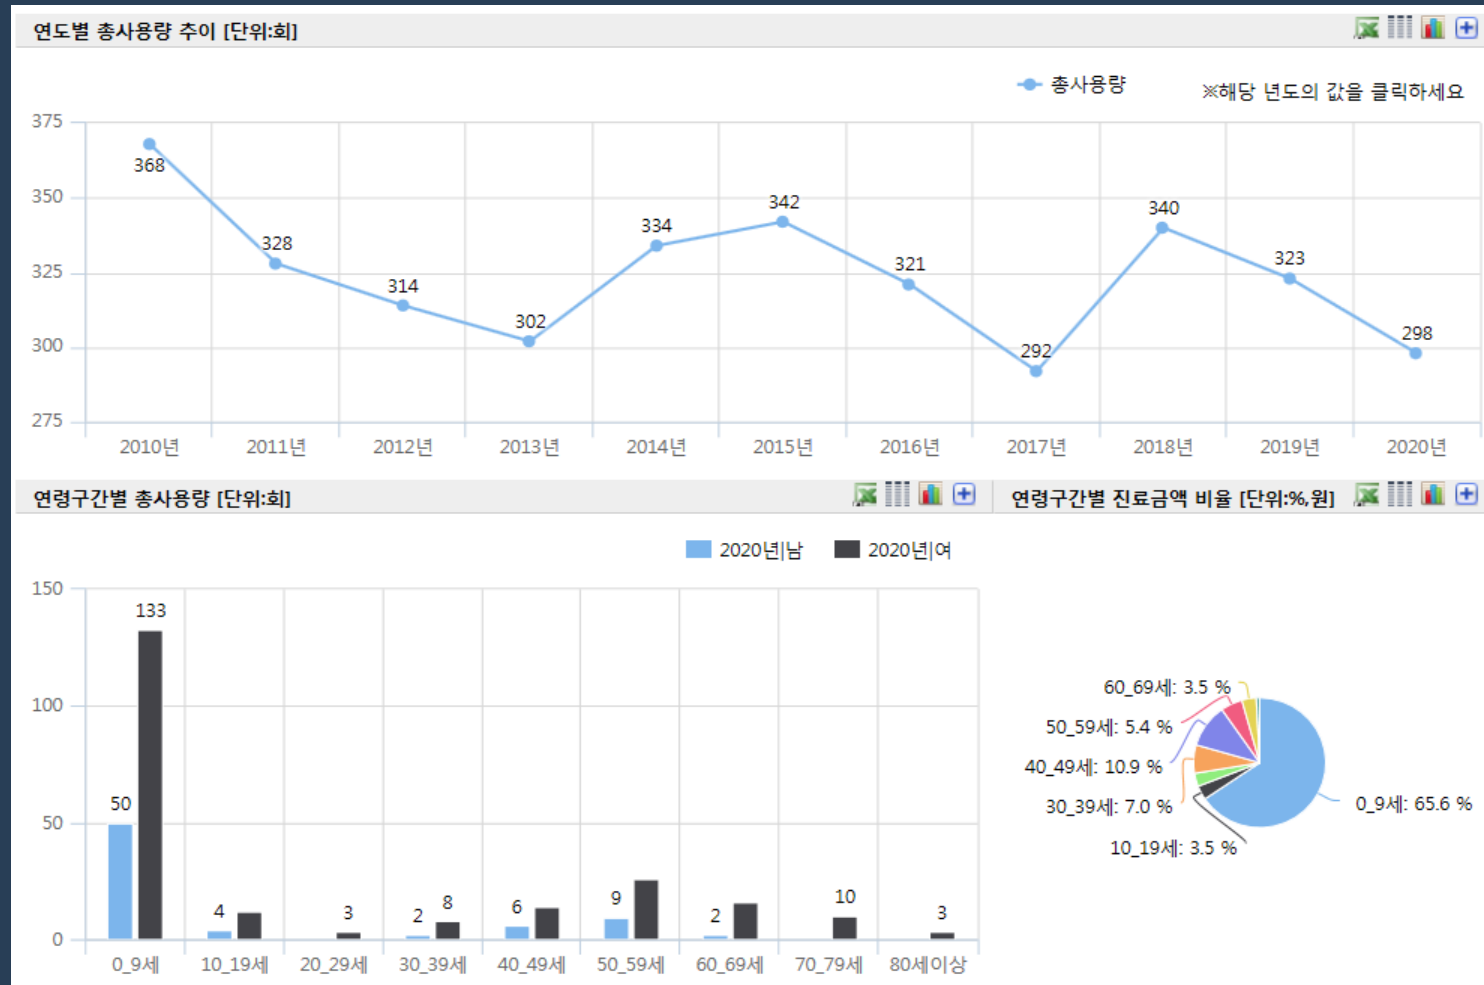 연도별 총사용량 추이 [단위:회]
총사용량
※해당 년도의 값을 클릭하세요
375
350
325
300
275
368
328
314
302
334
342
321
292
340
323
298
2010년 2011년 2012년 2013년 2014년 2015년 2016년 2017년 2018년 2019년 2020년
연령구간별 총사용량 [단위:회]
2020년|남 2020년|여
150
100
50
0
50 133
4
3
2 8
6
9
2
10
3
0_9세 10_19세 20_29세 30_39세 40_49세 50_59세 60_69세 70_79세 80세이상
연령구간별 진료금액 비율 [단위:%,원]
60_69세: 3.5 %
50_59세: 5.4 %
40_49세: 10.9 %
30_39세: 7.0 %
10_19세: 3.5 %
0_9세: 65.6 %